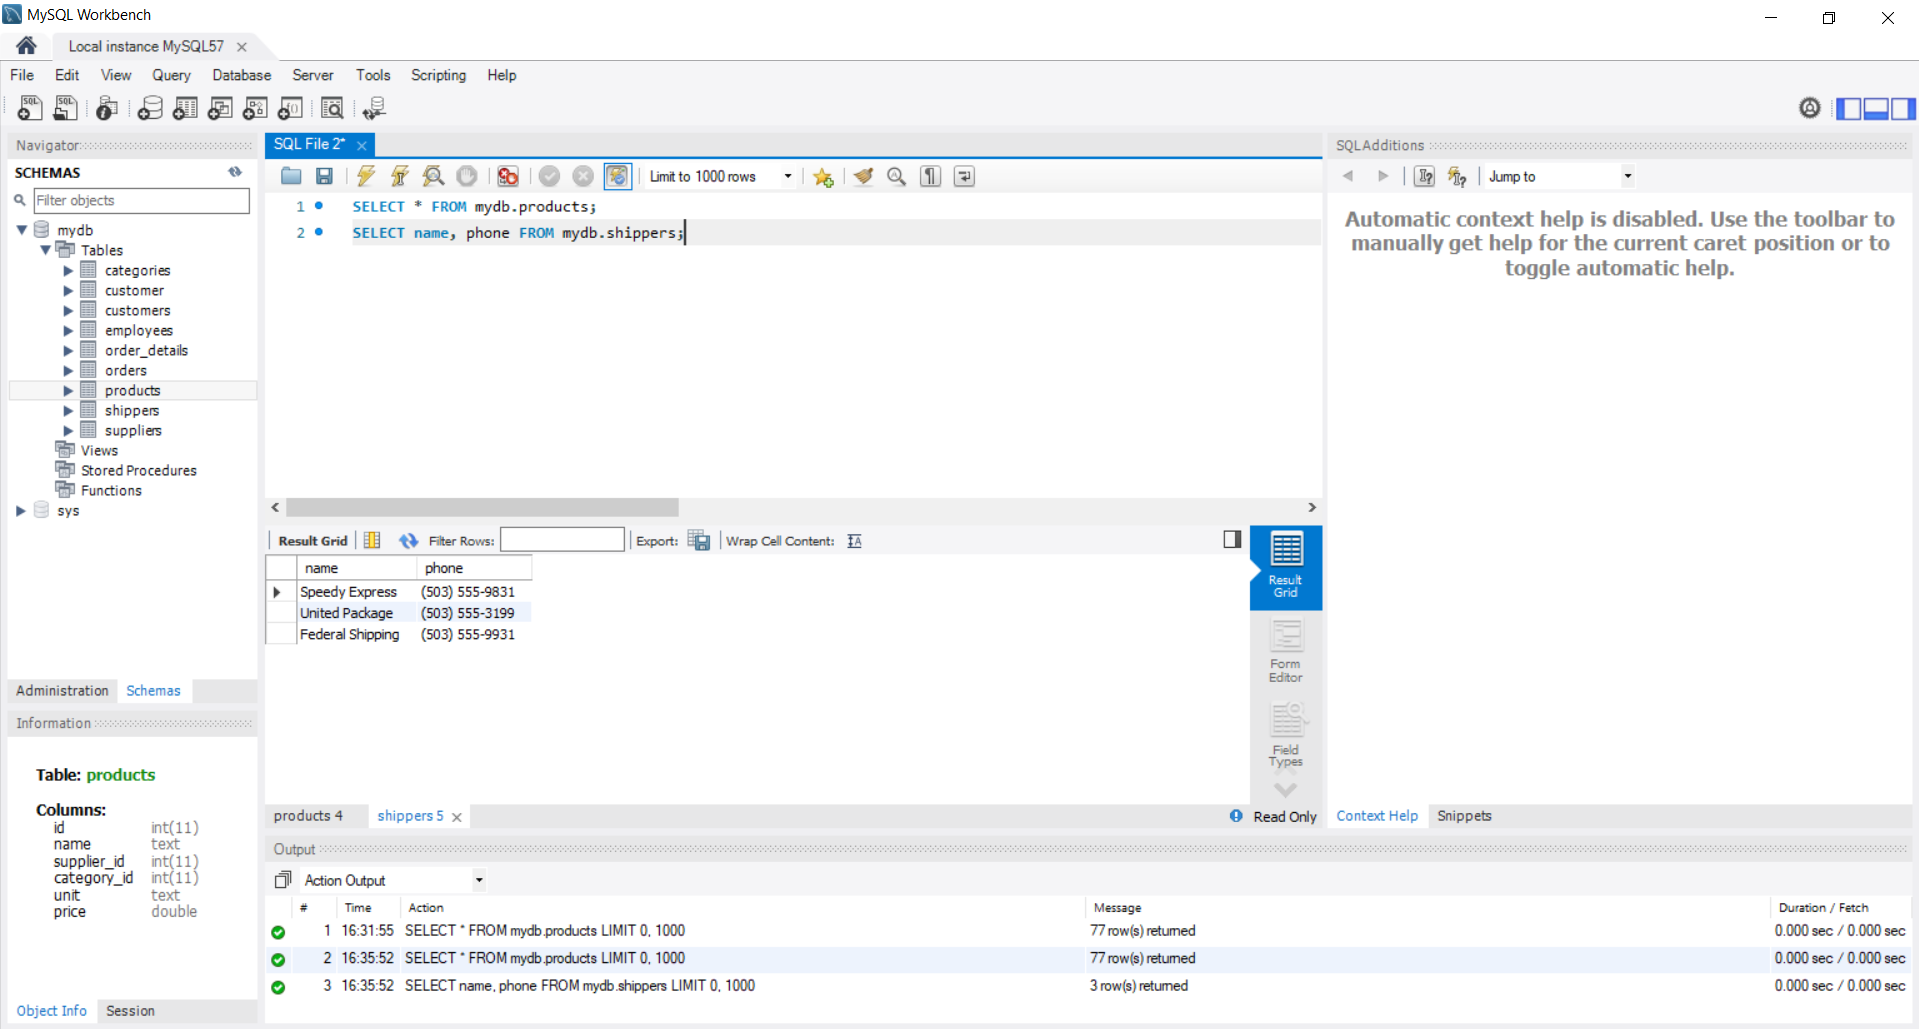 MySQL Workbench
Local instance MySQL57
File Edit View Query Database Server Tools Scripting Help
Navigator
SCHEMAS
Filter objects
mydb
Tables
categories
customer
customers
employees
order_details
orders
products
shippers
suppliers
Views
Stored Procedures
Functions
sys
Administration Schemas
Information
Table: products
Columns:
id int(11)
name text
supplier_id int(11)
category_id int(11)
unit text
price double
Object Info Session
SQL File 2*
Limit to 1000 rows
1 SELECT * FROM mydb.products;
2 SELECT name, phone FROM mydb.shippers;
Result Grid Filter Rows: Export: Wrap Cell Content:
name phone
Speedy Express (503) 555-9831
United Package (503) 555-3199
Federal Shipping (503) 555-9931
Result
Grid
Form
Editor
Field
Types
products 4 shippers 5 Read Only
SQLAdditions
Jump to
Automatic context help is disabled. Use the toolbar to
manually get help for the current caret position or to
toggle automatic help.
Context Help Snippets
Output
Action Output
# Time Action Message Duration / Fetch
1 16:31:55 SELECT * FROM mydb.products LIMIT 0, 1000 77 row(s) returned 0.000 sec / 0.000 sec
2 16:35:52 SELECT * FROM mydb.products LIMIT 0, 1000 77 row(s) returned 0.000 sec / 0.000 sec
3 16:35:52 SELECT name, phone FROM mydb.shippers LIMIT 0, 1000 3 row(s) returned 0.000 sec / 0.000 sec